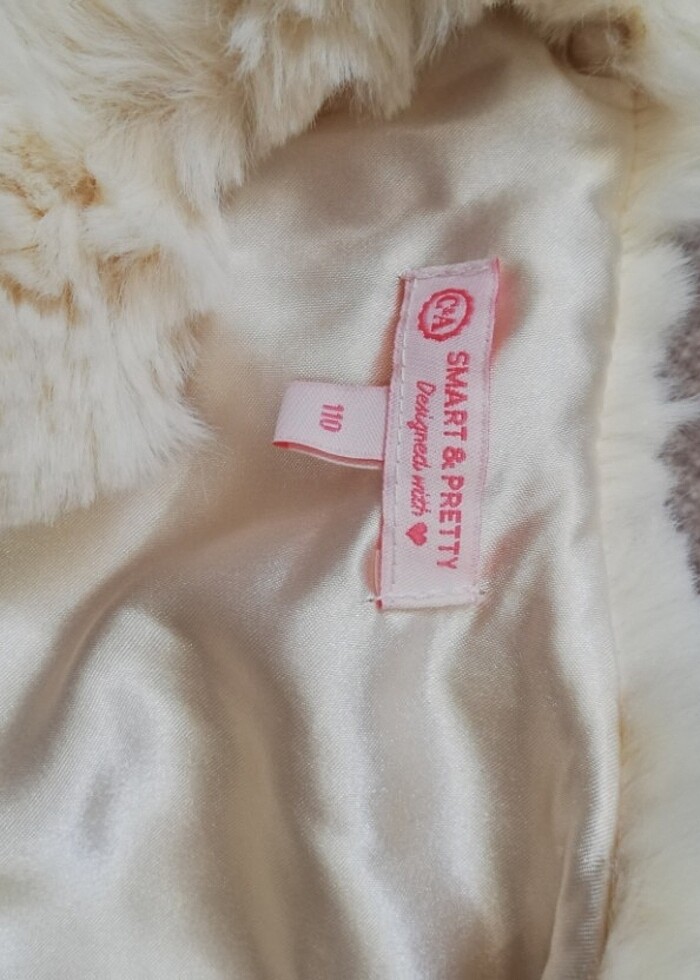 C&A
SMART & PRETTY
Designed with ♥
110